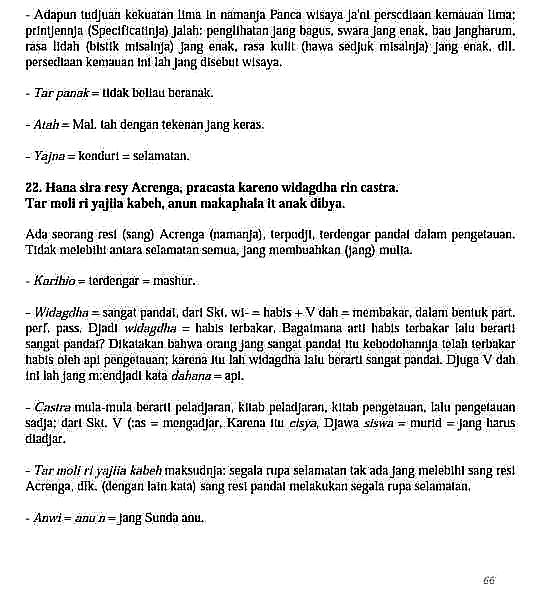 - Adapun tudjuan kekuatan lima in namanja Panca wisaya ja'ni persediaan kemauan lima;
printjennja (Specificatinja) jalah: penglihatan jang bagus, swara jang enak, bau jangharum,
rasa lidah (bistik misalnja) jang enak, rasa kulit (hawa sedjuk misalnja) jang enak, dll.
persediaan kemauan ini lah jang disebut wisaya.
- Tar panak = tidak beliau beranak.
- Atah = Mal. tah dengan tekenan jang keras.
- Yajna = kenduri = selamatan.
22. Hana sira resy Acrenga, pracasta kareno widagdha rin castra.
Tar moli ri yajila kabeh, anun makaphala it anak dibya.
Ada seorang resi (sang) Acrenga (namanja), terpudji, terdengar pandai dalam pengetauan.
Tidak melebihi antara selamatan semua, jang membuahkan (jang) mulia.
- Karihio = terdengar = mashur.
- Widagdha = sangat pandai, dari Skt. wi- = habis + V dah = membakar, dalam bentuk part.
perf. pass. Djadi widagdha = habis terbakar. Bagaimana arti habis terbakar lalu berarti
sangat pandai? Dikatakan bahwa orang jang sangat pandai itu kebodohannja telah terbakar
habis oleh api pengetauan; karena itu lah widagdha lalu berarti sangat pandai. Djuga V dah
ini lah jang m:endjadi kata dahana = api.
- Castra mula-mula berarti peladjaran, kitab peladjaran, kitab pengetauan, lalu pengetauan
sadja; dari Skt. V (:as = mengadjar, Karena itu cisya, Djawa siswa = murid = jang harus
diadjar.
- Tar moli ri yajila kabeh maksudnja: segala rupa selamatan tak ada jang melebihi sang resi
Acrenga, dlk. (dengan lain kata) sang resi pandai melakukan segala rupa selamatan.
- Anwi = anu n = jang Sunda anu.
66